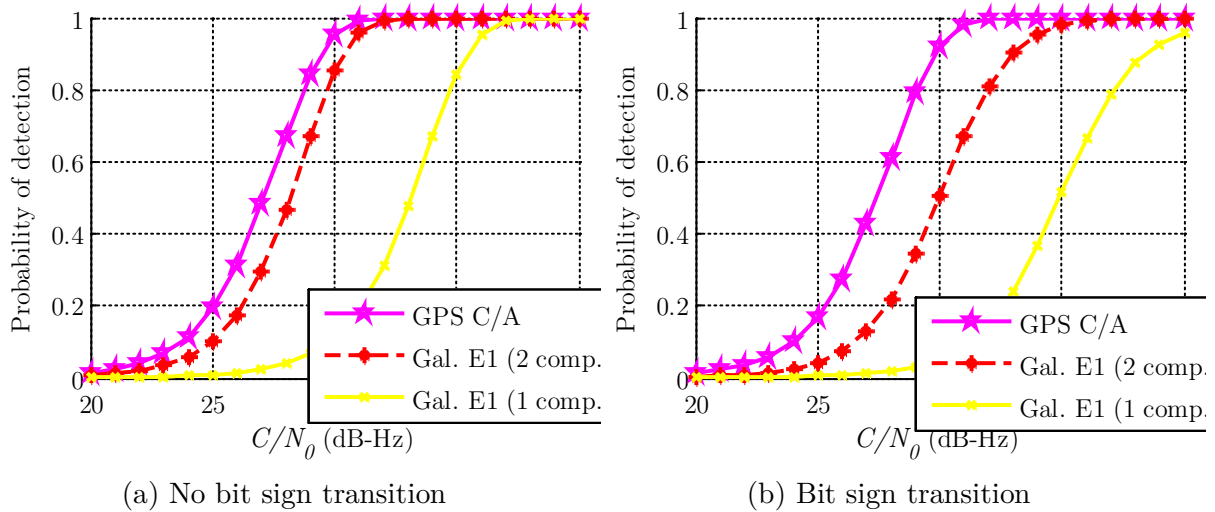 1
0.8
0.6
0.4
0.2
0
20
25
Probability of detection
C/N0 (dB-Hz)
GPS C/A
Gal. E1 (2 comp.
Gal. E1 (1 comp.
(a) No bit sign transition
1
0.8
0.6
0.4
0.2
0
20
25
Probability of detection
C/N0 (dB-Hz)
GPS C/A
Gal. E1 (2 comp.
Gal. E1 (1 comp.
(b) Bit sign transition